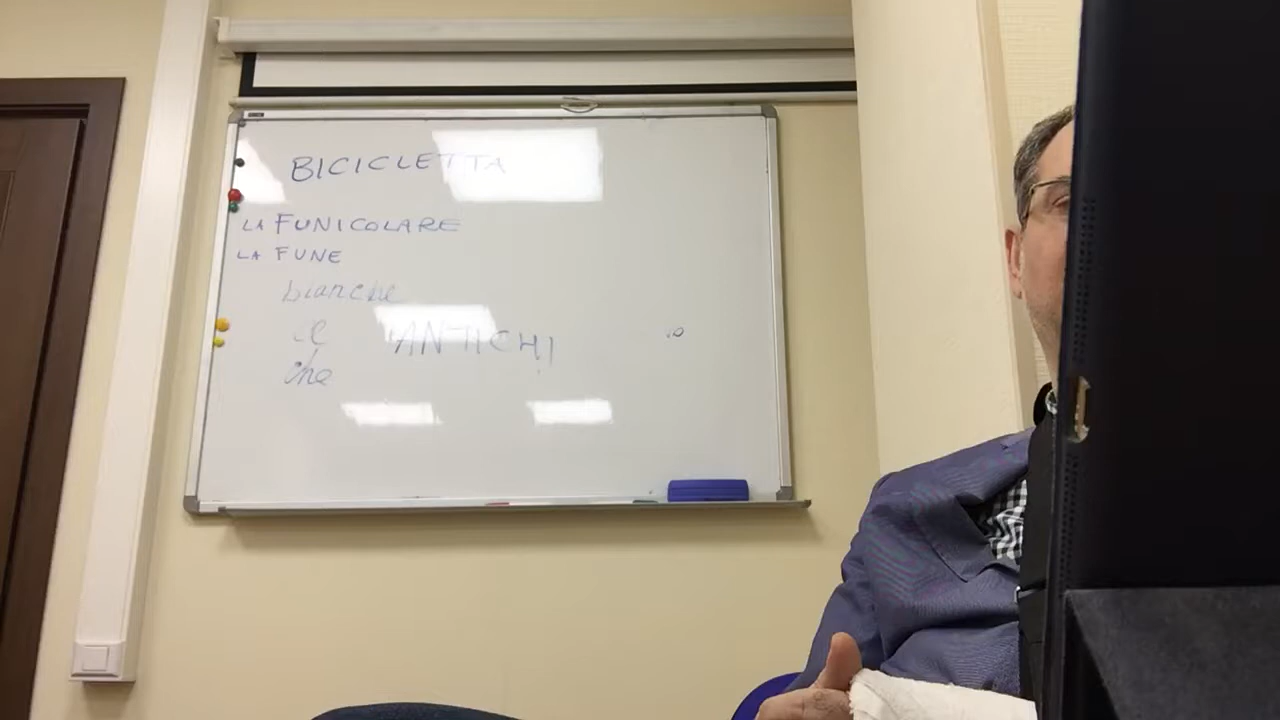 BICICLETTA
LA FUNICOLARE
LA FUNE
bianche
ANTICHI
che